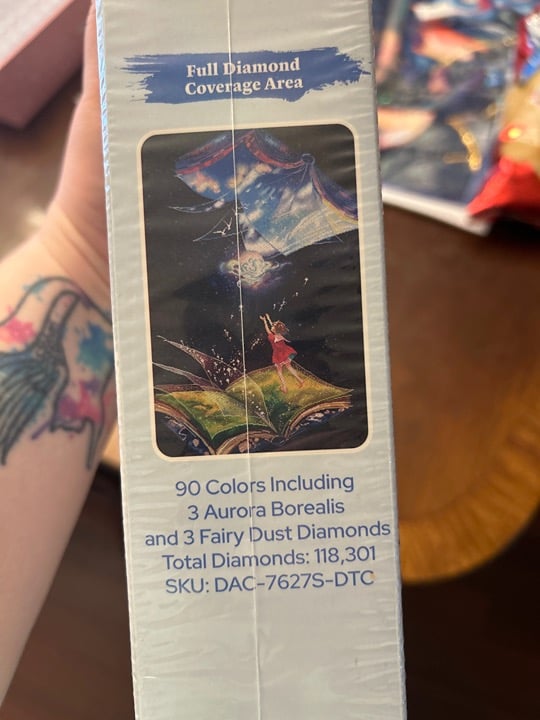 Full Diamond
Coverage Area
90 Colors Including
3 Aurora Borealis
and 3 Fairy Dust Diamonds
Total Diamonds: 118,301
SKU: DAC-7627S-DTC